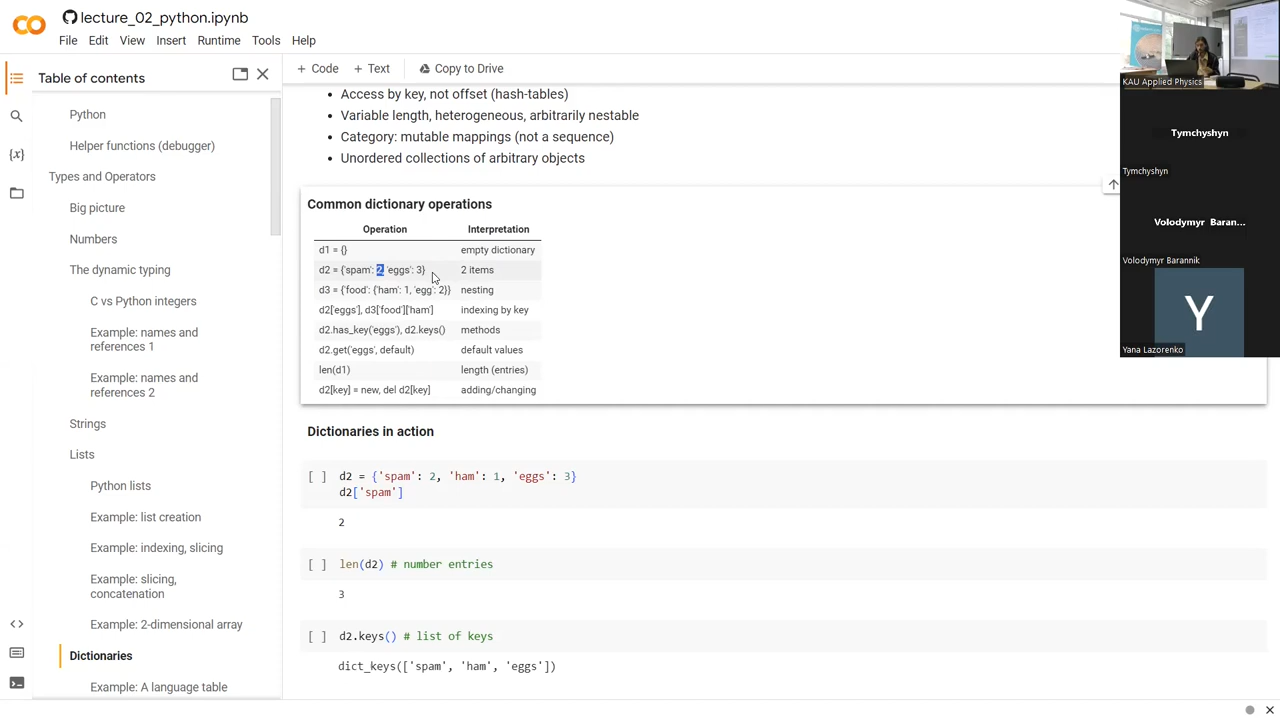 lecture_02_python.ipynb
File Edit View Insert Runtime Tools Help
Table of contents
Python
Helper functions (debugger)
Types and Operators
Big picture
Numbers
The dynamic typing
C vs Python integers
Example: names and
references 1
Example: names and
references 2
Strings
Lists
Python lists
Example: list creation
Example: indexing, slicing
Example: slicing,
concatenation
Example: 2-dimensional array
Dictionaries
Example: A language table
+ Code + Text Copy to Drive
• Access by key, not offset (hash-tables)
• Variable length, heterogeneous, arbitrarily nestable
• Category: mutable mappings (not a sequence)
• Unordered collections of arbitrary objects
Common dictionary operations
Operation Interpretation
d1 = {} empty dictionary
d2 = {'spam': 2, 'eggs': 3} 2 items
d3 = {'food': {'ham': 1, 'egg': 2}} nesting
d2['eggs'], d3['food']['ham'] indexing by key
d2.has_key('eggs'), d2.keys() methods
d2.get('eggs', default) default values
len(d1) length (entries)
d2[key] = new, del d2[key] adding/changing
Dictionaries in action
[ ] d2 = {'spam': 2, 'ham': 1, 'eggs': 3}
d2['spam']
2
[ ] len(d2) # number entries
3
[ ] d2.keys() # list of keys
dict_keys(['spam', 'ham', 'eggs'])
KAU Applied Physics
Tymchyshyn
Tymchyshyn
Volodymyr Baran...
Volodymyr Barannik
Y
Yana Lazorenko